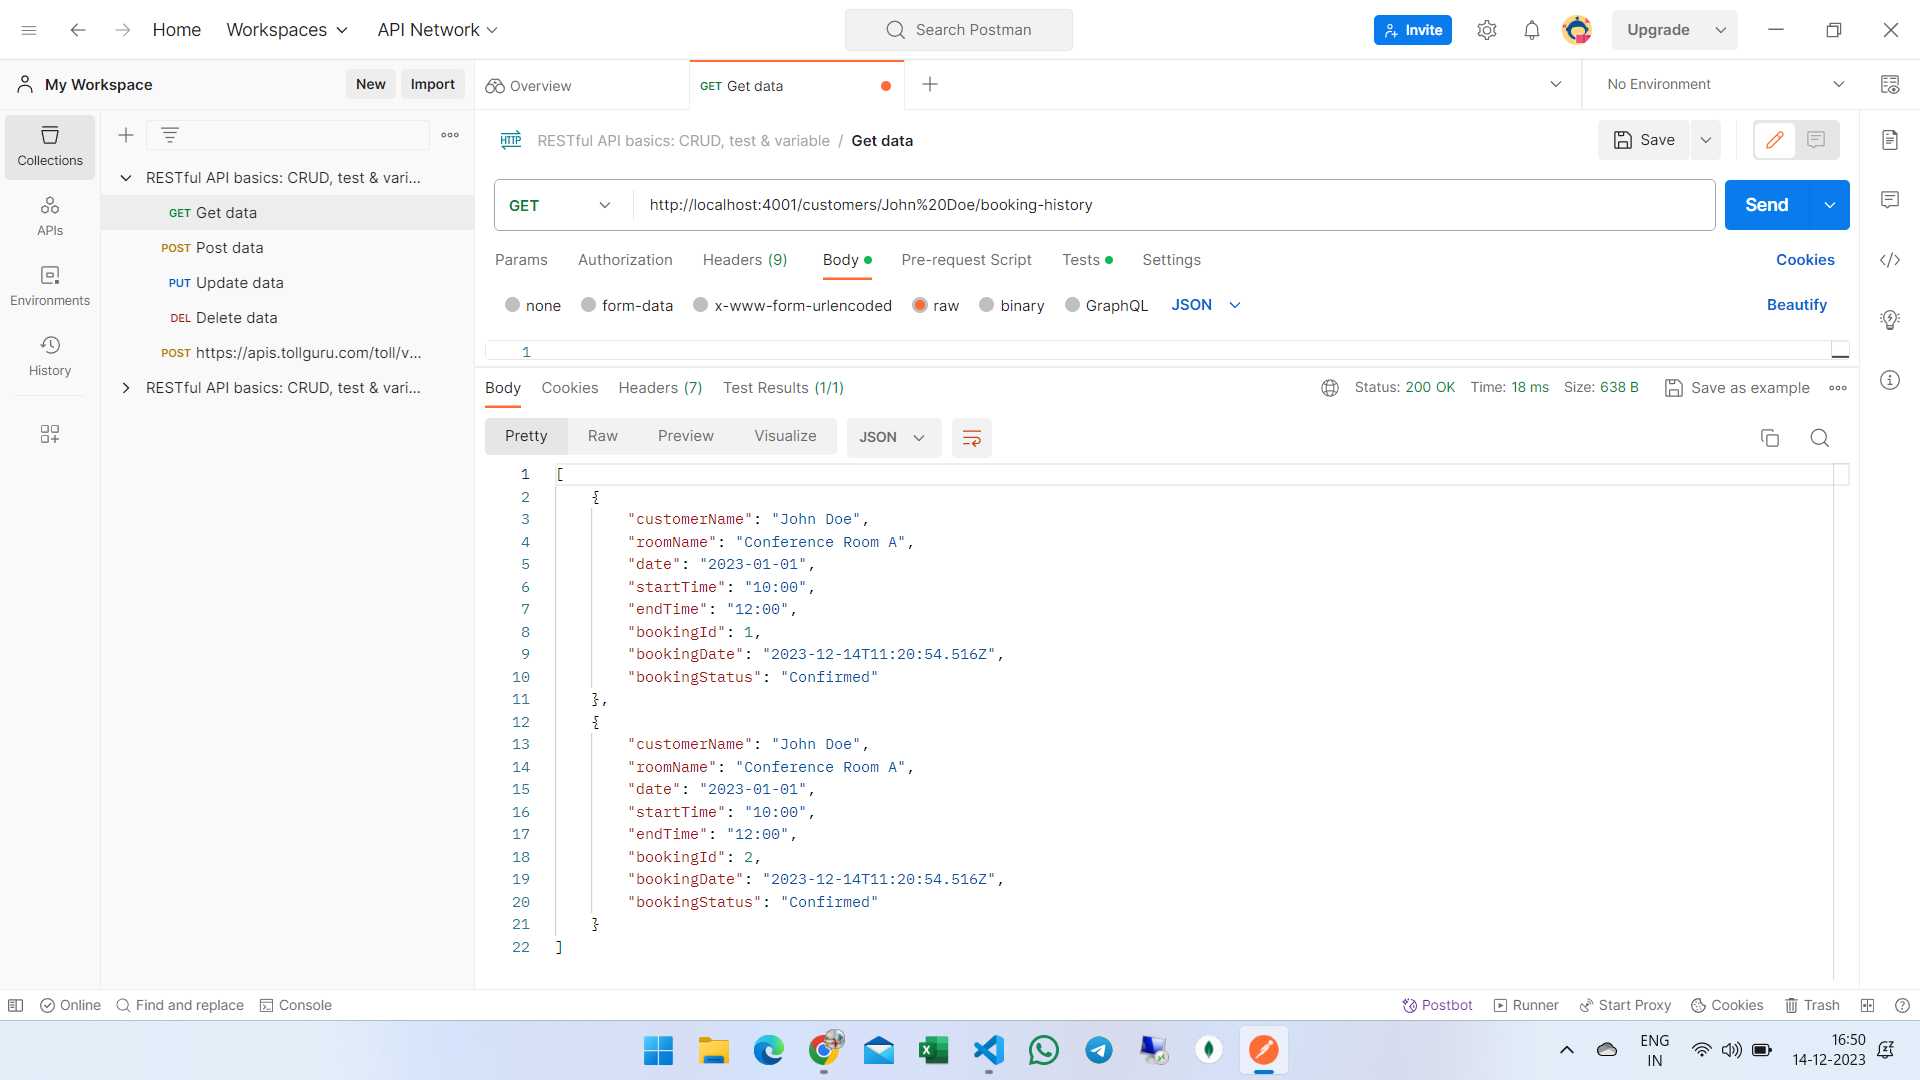 Home
Workspaces
API Network
Search Postman
Invite
Upgrade
My Workspace
New
Import
Overview
GET Get data
No Environment
Collections
APIs
Environments
History
RESTful API basics: CRUD, test & vari...
GET Get data
POST Post data
PUT Update data
DEL Delete data
POST https://apis.tollguru.com/toll/v...
RESTful API basics: CRUD, test & vari...
HTTP RESTful API basics: CRUD, test & variable / Get data
Save
GET http://localhost:4001/customers/John%20Doe/booking-history
Send
Params Authorization Headers (9) Body Pre-request Script Tests Settings
Cookies
none form-data x-www-form-urlencoded raw binary GraphQL JSON
Beautify
1
Body Cookies Headers (7) Test Results (1/1)
Status: 200 OK Time: 18 ms Size: 638 B Save as example
Pretty Raw Preview Visualize JSON
1 [
2 {
3 "customerName": "John Doe",
4 "roomName": "Conference Room A",
5 "date": "2023-01-01",
6 "startTime": "10:00",
7 "endTime": "12:00",
8 "bookingId": 1,
9 "bookingDate": "2023-12-14T11:20:54.516Z",
10 "bookingStatus": "Confirmed"
11 },
12 {
13 "customerName": "John Doe",
14 "roomName": "Conference Room A",
15 "date": "2023-01-01",
16 "startTime": "10:00",
17 "endTime": "12:00",
18 "bookingId": 2,
19 "bookingDate": "2023-12-14T11:20:54.516Z",
20 "bookingStatus": "Confirmed"
21 }
22 ]
Online Find and replace Console
Postbot Runner Start Proxy Cookies Trash
ENG
IN
16:50
14-12-2023